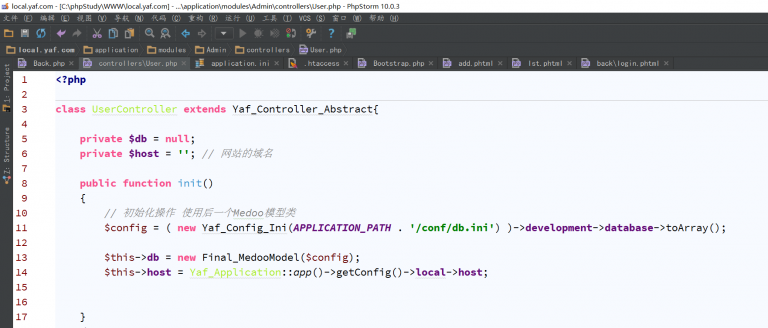 local.yaf.com - [C:\phpStudy\WWW\local.yaf.com] - ...\application\modules\Admin\controllers\User.php - PhpStorm 10.0.3
文件(F) 编辑(E) 视图(V) 导航(N) 代码(C) 重构(R) 运行(U) 工具(T) VCS(S) 窗口(W) 帮助(H)
local.yaf.com application modules Admin controllers User.php
Back.php controllers\User.php application.ini .htaccess Bootstrap.php add.phtml lst.phtml back\login.phtml
1: Project
Z: Structure
1 <?php
2
3 class UserController extends Yaf_Controller_Abstract{
4
5 private $db = null;
6 private $host = ''; // 网站的域名
7
8 public function init()
9 {
10 // 初始化操作 使用后一个Medoo模型类
11 $config = ( new Yaf_Config_Ini(APPLICATION_PATH . '/conf/db.ini') )->development->database->toArray();
12
13 $this->db = new Final_MedooModel($config);
14 $this->host = Yaf_Application::app()->getConfig()->local->host;
15
16
17 }